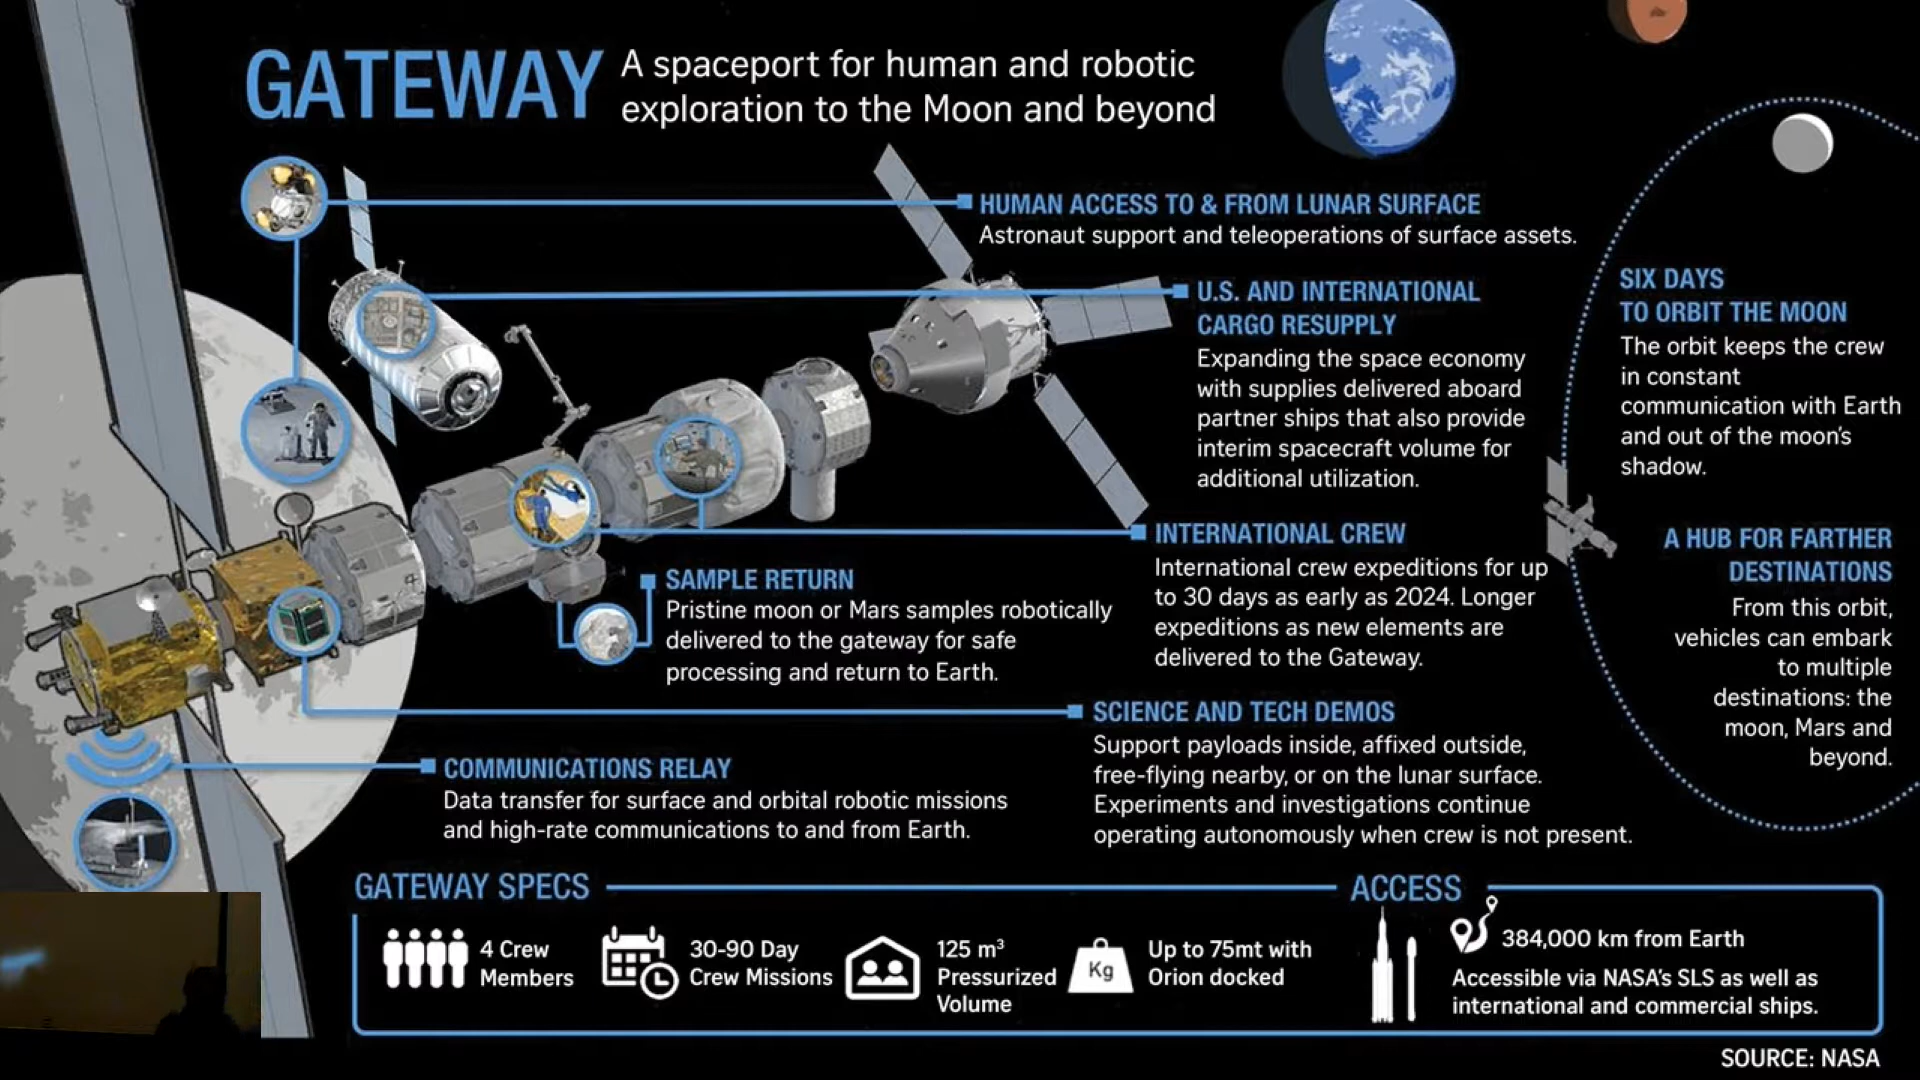 GATEWAY
A spaceport for human and robotic
exploration to the Moon and beyond
HUMAN ACCESS TO & FROM LUNAR SURFACE
Astronaut support and teleoperations of surface assets.
U.S. AND INTERNATIONAL
CARGO RESUPPLY
Expanding the space economy
with supplies delivered aboard
partner ships that also provide
interim spacecraft volume for
additional utilization.
SIX DAYS
TO ORBIT THE MOON
The orbit keeps the crew
in constant
communication with Earth
and out of the moon's
shadow.
INTERNATIONAL CREW
International crew expeditions for up
to 30 days as early as 2024. Longer
expeditions as new elements are
delivered to the Gateway.
A HUB FOR FARTHER
DESTINATIONS
From this orbit,
vehicles can embark
to multiple
destinations: the
moon, Mars and
beyond.
SAMPLE RETURN
Pristine moon or Mars samples robotically
delivered to the gateway for safe
processing and return to Earth.
SCIENCE AND TECH DEMOS
Support payloads inside, affixed outside,
free-flying nearby, or on the lunar surface.
Experiments and investigations continue
operating autonomously when crew is not present.
COMMUNICATIONS RELAY
Data transfer for surface and orbital robotic missions
and high-rate communications to and from Earth.
GATEWAY SPECS
4 Crew
Members
30-90 Day
Crew Missions
125 m³
Pressurized
Volume
Kg
Up to 75mt with
Orion docked
ACCESS
384,000 km from Earth
Accessible via NASA's SLS as well as
international and commercial ships.
SOURCE: NASA